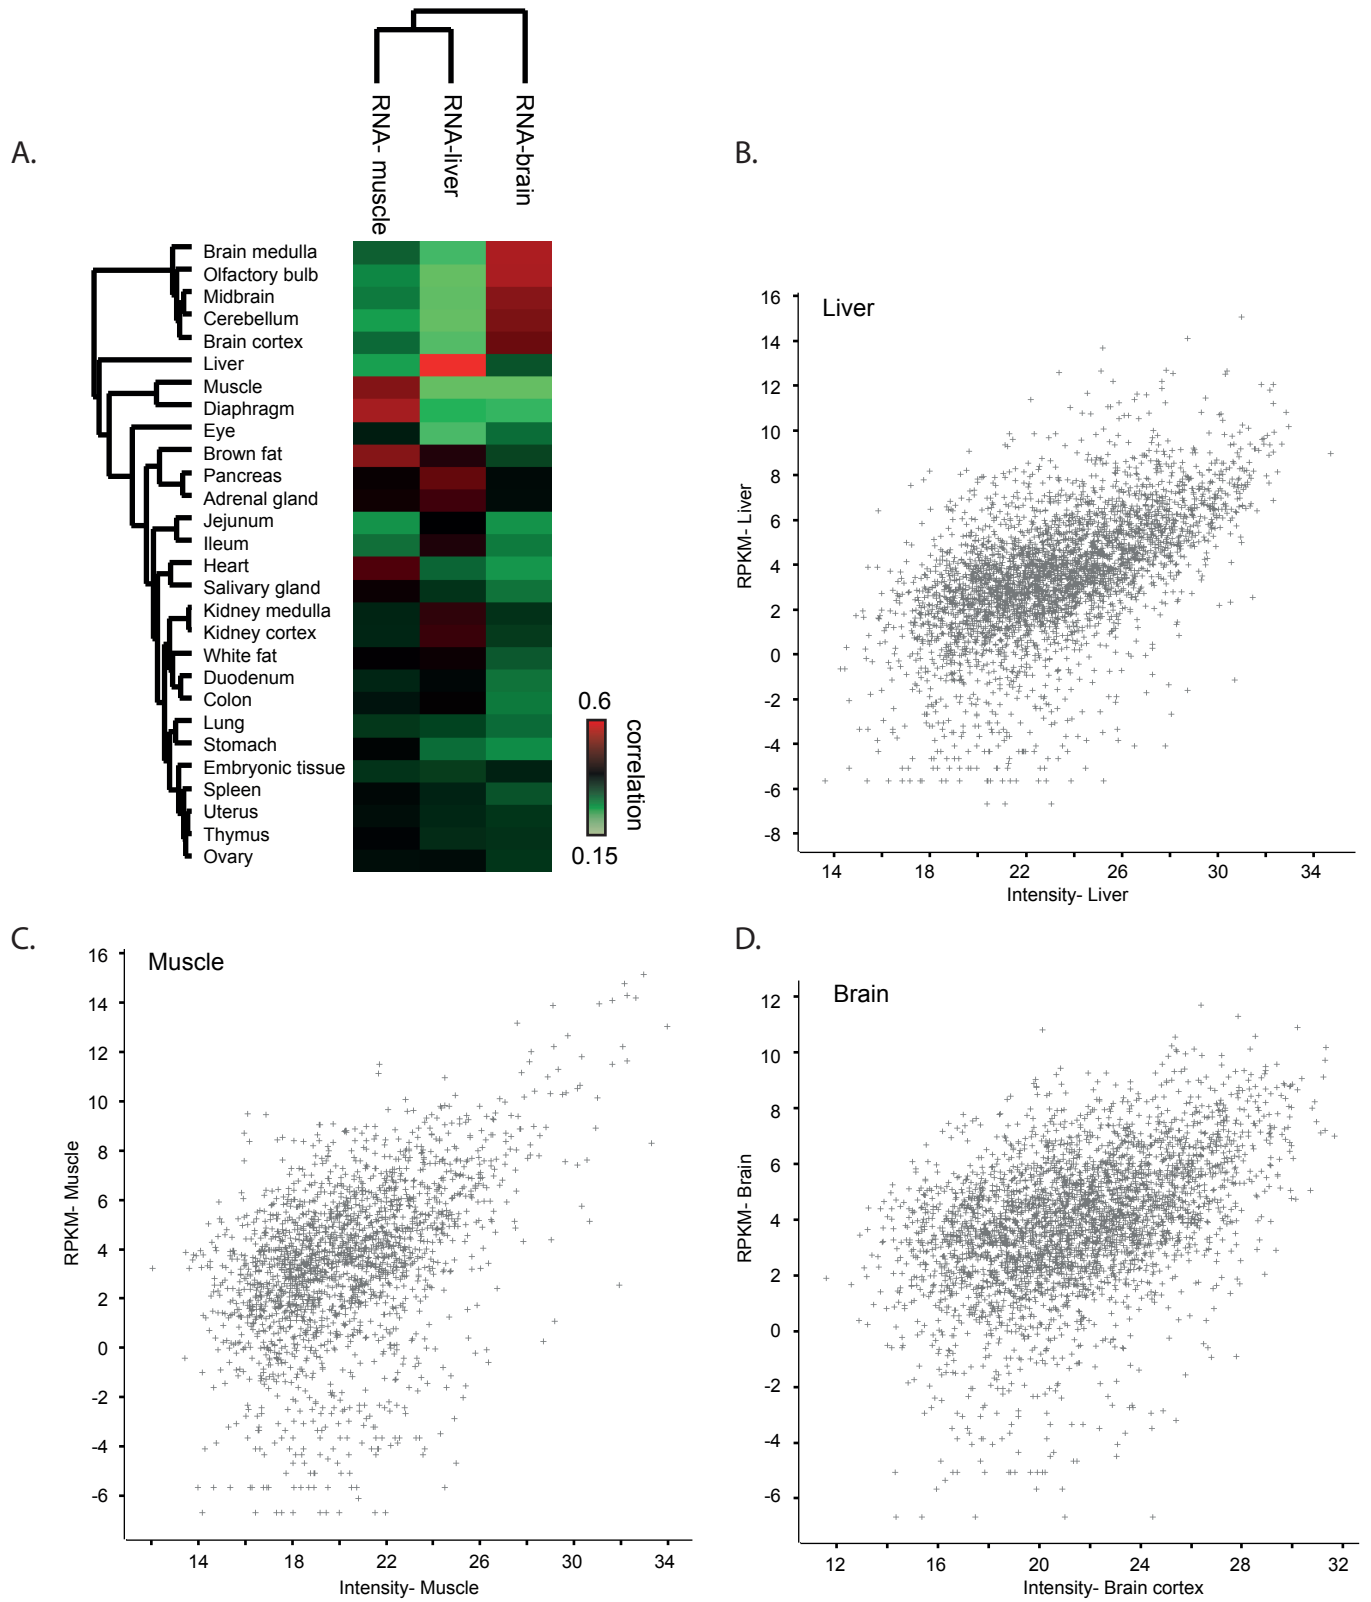 A.
RNA- muscle
RNA-liver
RNA-brain
Brain medulla
Olfactory bulb
Midbrain
Cerebellum
Brain cortex
Liver
Muscle
Diaphragm
Eye
Brown fat
Pancreas
Adrenal gland
Jejunum
Ileum
Heart
Salivary gland
Kidney medulla
Kidney cortex
White fat
Duodenum
Colon
Lung
Stomach
Embryonic tissue
Spleen
Uterus
Thymus
Ovary
0.6
correlation
0.15
B.
Liver
RPKM- Liver
16
14
12
10
8
6
4
2
0
-2
-4
-6
-8
14 18 22 26 30 34
Intensity- Liver
C.
Muscle
RPKM- Muscle
16
14
12
10
8
6
4
2
0
-2
-4
-6
14 18 22 26 30 34
Intensity- Muscle
D.
Brain
RPKM- Brain
12
10
8
6
4
2
0
-2
-4
-6
12 16 20 24 28 32
Intensity- Brain cortex